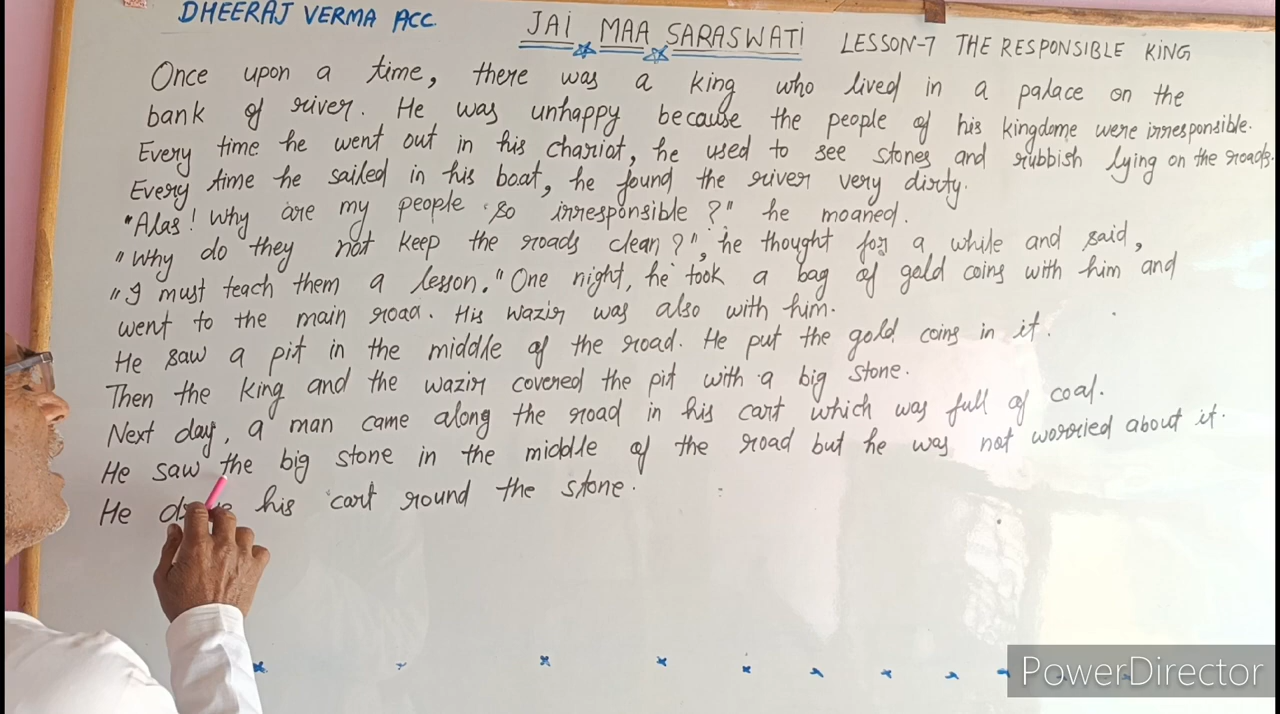 DHEERAJ VERMA ACC
JAI MAA SARASWATI
LESSON-7 THE RESPONSIBLE KING
Once upon a time, there was a king who lived in a palace on the
bank of river. He was unhappy because the people of his kingdome were irresponsible.
Every time he went out in his chariot, he used to see stones and rubbish lying on the roads.
Every time he sailed in his boat, he found the river very dirty.
"Alas! Why are my people so irresponsible?" he moaned.
"Why do they not keep the roads clean?", he thought for a while and said,
"I must teach them a lesson." One night, he took a bag of gold coins with him and
went to the main road. His wazir was also with him.
He saw a pit in the middle of the road. He put the gold coins in it.
Then the king and the wazir covered the pit with a big stone.
Next day, a man came along the road in his cart which was full of coal.
He saw the big stone in the middle of the road but he was not worried about it.
He his cart round the stone.
PowerDirector